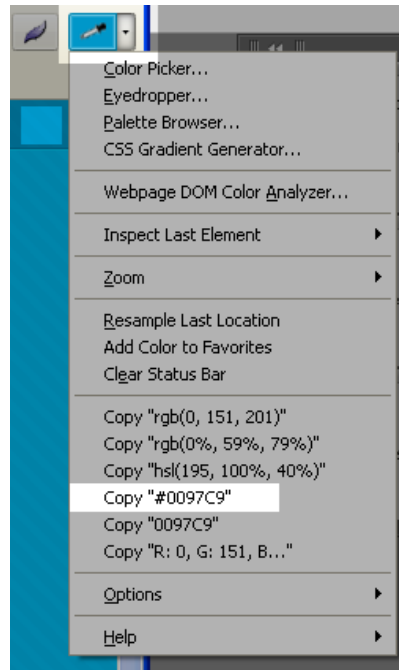 Color Picker...
Eyedropper...
Palette Browser...
CSS Gradient Generator...
Webpage DOM Color Analyzer...
Inspect Last Element
Zoom
Resample Last Location
Add Color to Favorites
Clear Status Bar
Copy "rgb(0, 151, 201)"
Copy "rgb(0%, 59%, 79%)"
Copy "hsl(195, 100%, 40%)"
Copy "#0097C9"
Copy "0097C9"
Copy "R: 0, G: 151, B..."
Options
Help